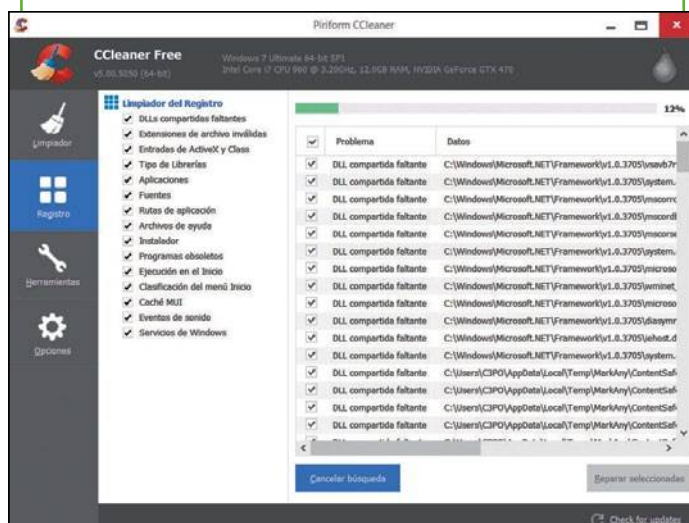 Piriform CCleaner
CCleaner Free
v5.00.5050 (64-bit)
Windows 7 Ultimate 64-bit SP1
Intel Core i7 CPU 960 @ 3.20GHz, 12.0GB RAM, NVIDIA GeForce GTX 470
Limpiador
Registro
Herramientas
Opciones
Limpiador del Registro
DLLs compartidas faltantes
Extensiones de archivo inválidas
Entradas de ActiveX y Class
Tipo de Librerías
Aplicaciones
Fuentes
Rutas de aplicación
Archivos de ayuda
Instalador
Programas obsoletos
Ejecución en el Inicio
Clasificación del menú Inicio
Caché MUI
Eventos de sonido
Servicios de Windows
12%
Problema Datos
DLL compartida faltante C:\Windows\Microsoft.NET\Framework\v1.0.3705\vsavb7r
DLL compartida faltante C:\Windows\Microsoft.NET\Framework\v1.0.3705\system.
DLL compartida faltante C:\Windows\Microsoft.NET\Framework\v1.0.3705\mscorrc
DLL compartida faltante C:\Windows\Microsoft.NET\Framework\v1.0.3705\mscordl
DLL compartida faltante C:\Windows\Microsoft.NET\Framework\v1.0.3705\mscorse
DLL compartida faltante C:\Windows\Microsoft.NET\Framework\v1.0.3705\system.
DLL compartida faltante C:\Windows\Microsoft.NET\Framework\v1.0.3705\microso
DLL compartida faltante C:\Windows\Microsoft.NET\Framework\v1.0.3705\wminet_
DLL compartida faltante C:\Windows\Microsoft.NET\Framework\v1.0.3705\microso
DLL compartida faltante C:\Windows\Microsoft.NET\Framework\v1.0.3705\diasymr
DLL compartida faltante C:\Windows\Microsoft.NET\Framework\v1.0.3705\iehost.d
DLL compartida faltante C:\Windows\Microsoft.NET\Framework\v1.0.3705\system.
DLL compartida faltante C:\Users\C3PO\AppData\Local\Temp\MarkAny\ContentSaf
DLL compartida faltante C:\Users\C3PO\AppData\Local\Temp\MarkAny\ContentSaf
DLL compartida faltante C:\Users\C3PO\AppData\Local\Temp\MarkAny\ContentSaf
DLL compartida faltante C:\Users\C3PO\AppData\Local\Temp\MarkAny\ContentSaf
Cancelar búsqueda
Reparar seleccionadas
Check for updates